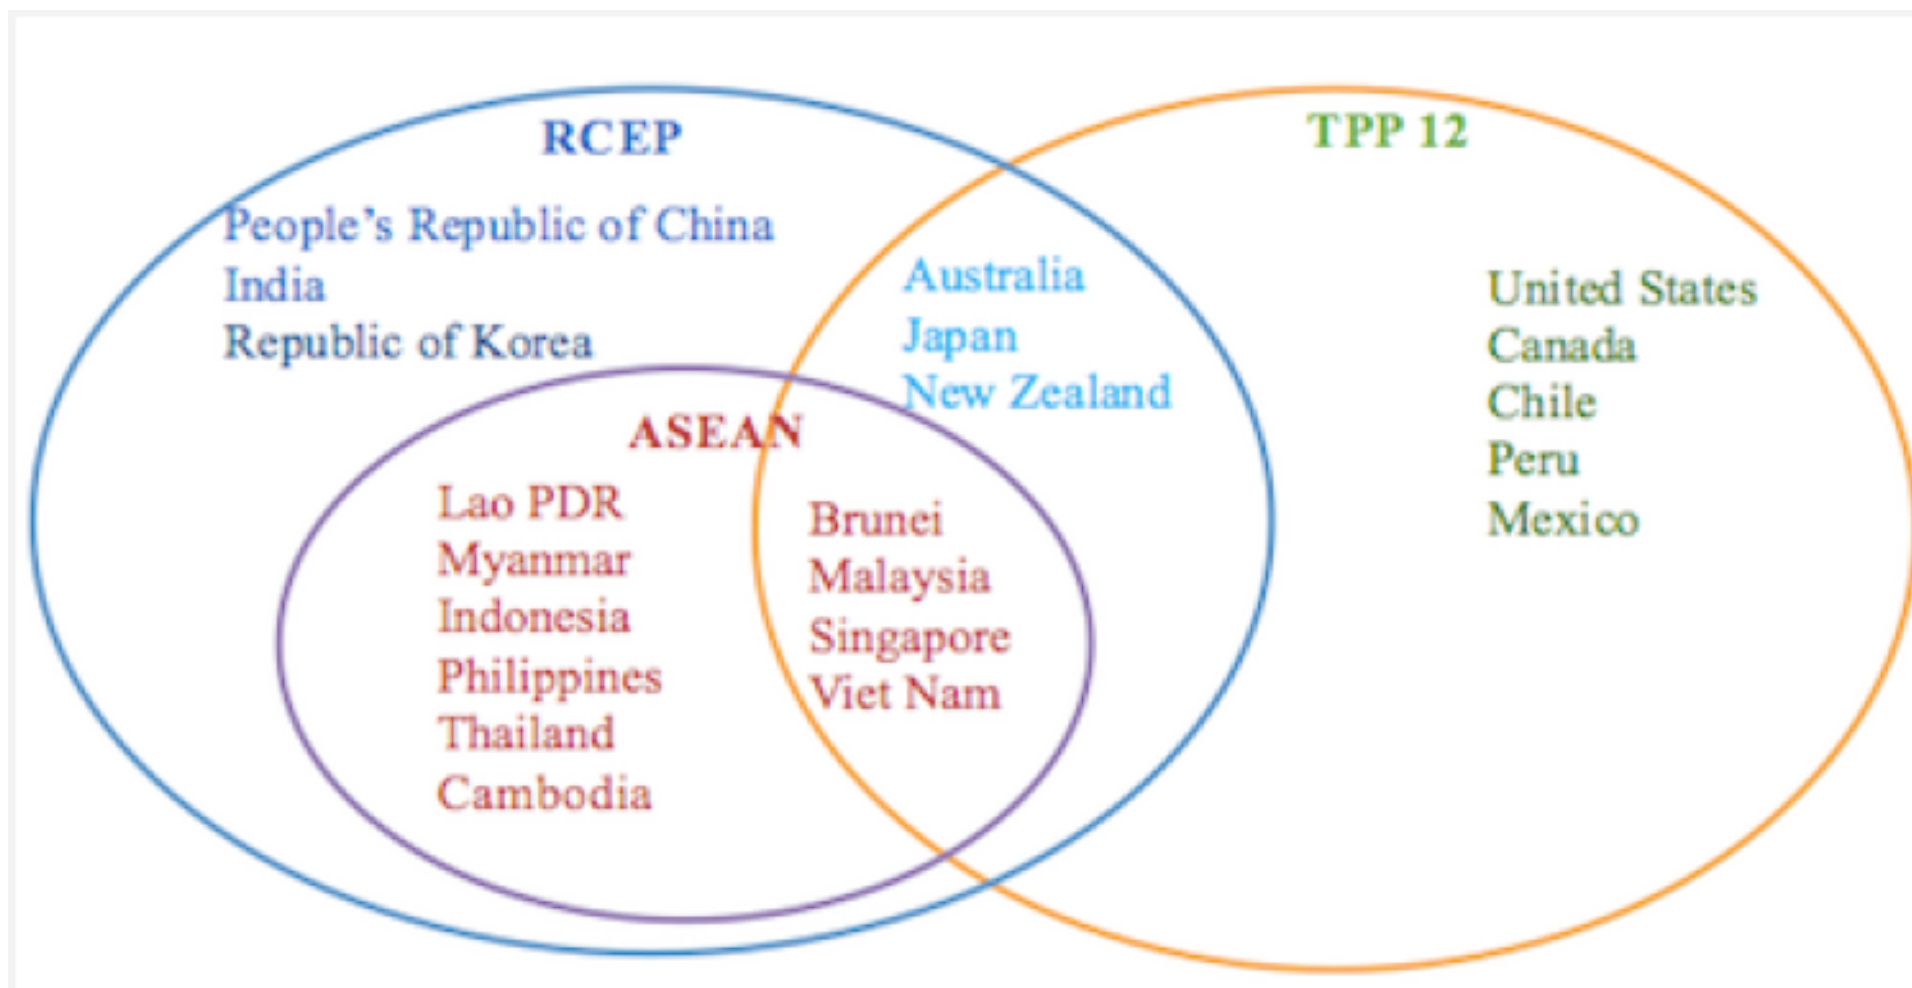 RCEP
People's Republic of China
India
Republic of Korea
ASEAN
Lao PDR
Myanmar
Indonesia
Philippines
Thailand
Cambodia
Brunei
Malaysia
Singapore
Viet Nam
Australia
Japan
New Zealand
TPP 12
United States
Canada
Chile
Peru
Mexico